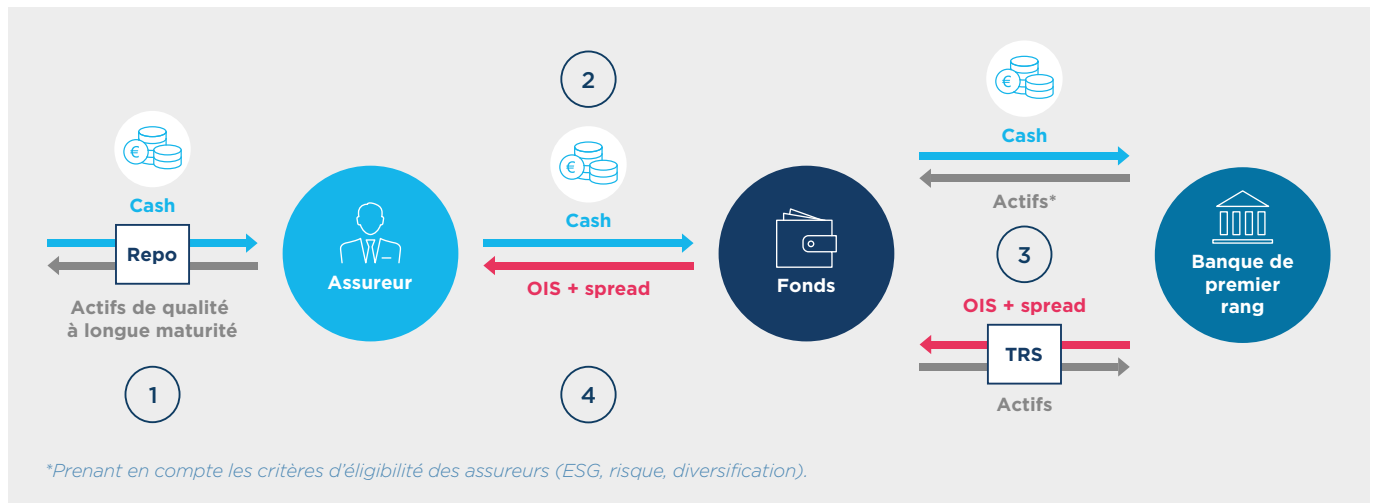 Cash
Repo
Actifs de qualité
à longue maturité
1
€
Assureur
2
€
Cash
OIS + spread
4
Fonds
€
Cash
Actifs*
3
OIS + spread
TRS
Actifs
Banque de
premier
rang
*Prenant en compte les critères d'éligibilité des assureurs (ESG, risque, diversification).